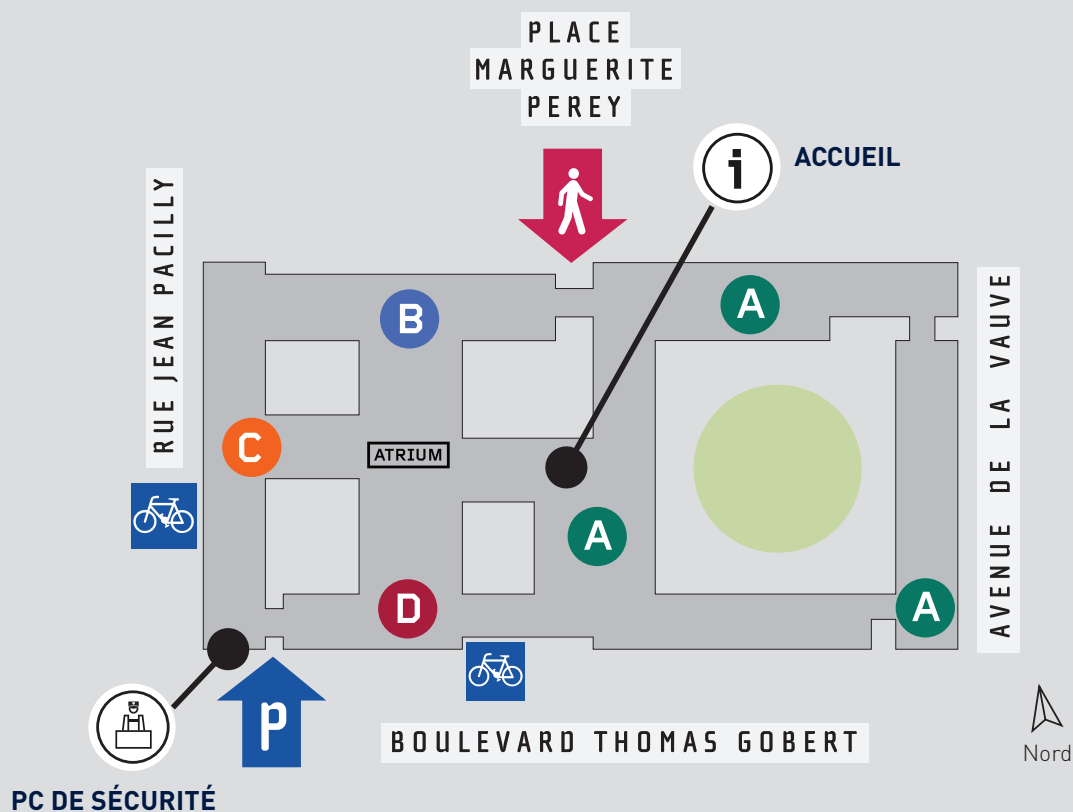 PLACE
MARGUERITE
PEREY
ACCUEIL
RUE JEAN PACILLY
AVENUE DE LA VAUVE
B
A
C
ATRIUM
A
D
A
P
BOULEVARD THOMAS GOBERT
Nord
PC DE SÉCURITÉ